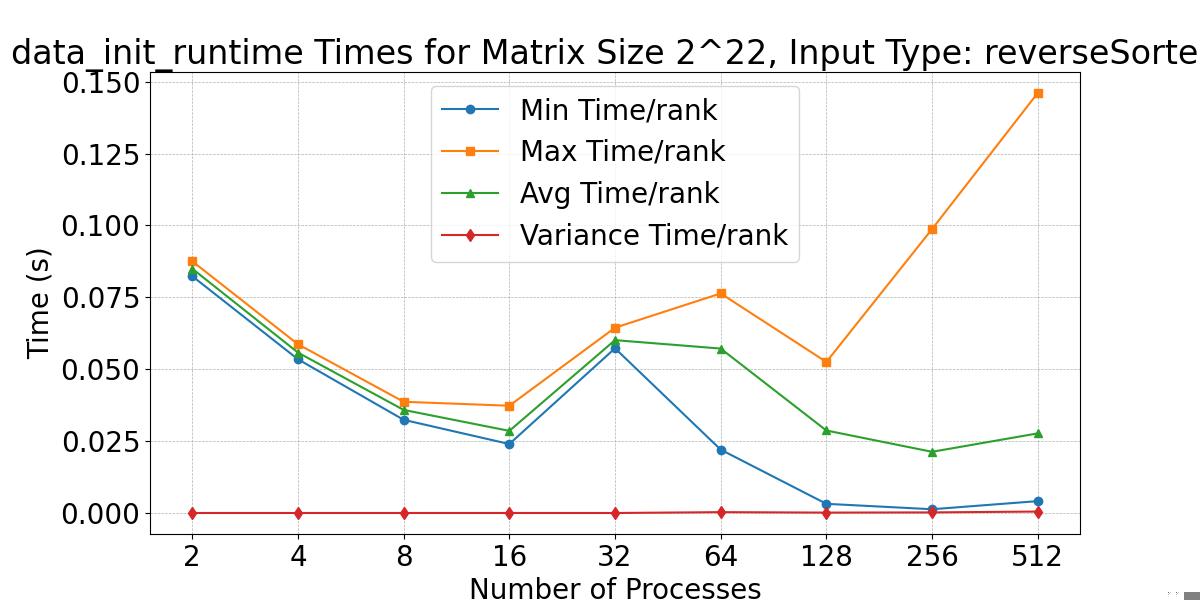 data_init_runtime Times for Matrix Size 2^22, Input Type: reverseSorte
0.150
0.125
0.100
0.075
0.050
0.025
0.000
Time (s)
Min Time/rank
Max Time/rank
Avg Time/rank
Variance Time/rank
2 4 8 16 32 64 128 256 512
Number of Processes